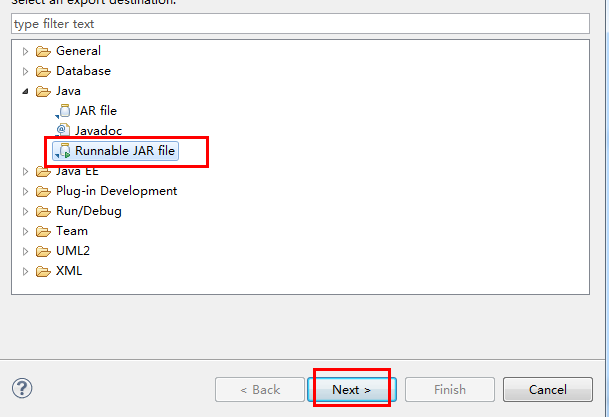 Select an export destination:
type filter text
General
Database
Java
JAR file
Javadoc
Runnable JAR file
Java EE
Plug-in Development
Run/Debug
Team
UML2
XML
?
< Back
Next >
Finish
Cancel